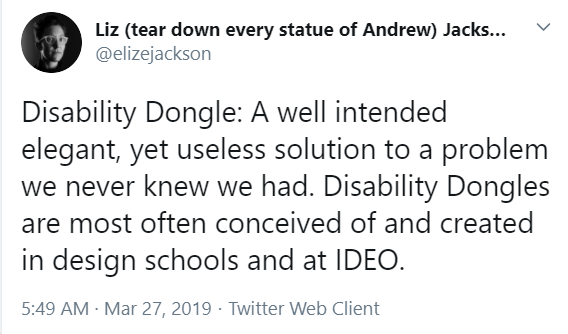 Liz (tear down every statue of Andrew) Jacks...
@elizejackson
Disability Dongle: A well intended
elegant, yet useless solution to a problem
we never knew we had. Disability Dongles
are most often conceived of and created
in design schools and at IDEO.
5:49 AM · Mar 27, 2019 · Twitter Web Client